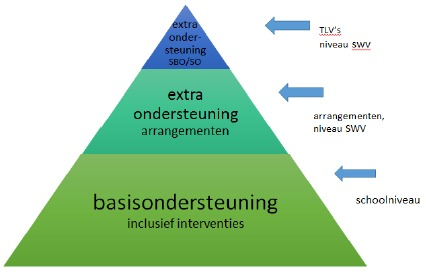 extra
onder-
steuning
SBO/SO
TLV's
niveau SWV
extra
ondersteuning
arrangementen
arrangementen,
niveau SWV
basisondersteuning
inclusief interventies
schoolniveau